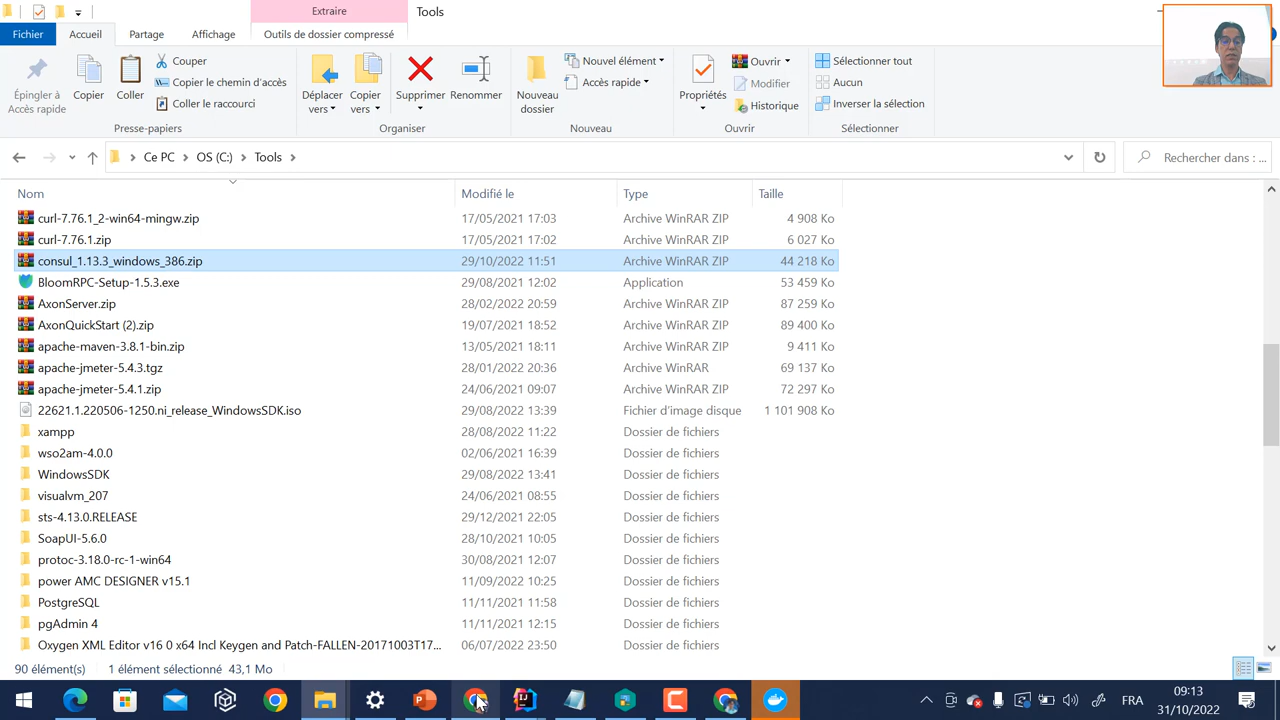 Extraire
Tools
Fichier
Accueil
Partage
Affichage
Outils de dossier compressé
Épingler à
Accès rapide
Copier
Coller
Couper
Copier le chemin d'accès
Coller le raccourci
Presse-papiers
Déplacer
vers
Copier
vers
Supprimer
Renommer
Organiser
Nouveau
dossier
Nouvel élément
Accès rapide
Nouveau
Propriétés
Ouvrir
Modifier
Historique
Ouvrir
Sélectionner tout
Aucun
Inverser la sélection
Sélectionner
Ce PC
OS (C:)
Tools
Rechercher dans : ...
Nom Modifié le Type Taille
curl-7.76.1_2-win64-mingw.zip 17/05/2021 17:03 Archive WinRAR ZIP 4 908 Ko
curl-7.76.1.zip 17/05/2021 17:02 Archive WinRAR ZIP 6 027 Ko
consul_1.13.3_windows_386.zip 29/10/2022 11:51 Archive WinRAR ZIP 44 218 Ko
BloomRPC-Setup-1.5.3.exe 29/08/2021 12:02 Application 53 459 Ko
AxonServer.zip 28/02/2022 20:59 Archive WinRAR ZIP 87 259 Ko
AxonQuickStart (2).zip 19/07/2021 18:52 Archive WinRAR ZIP 89 400 Ko
apache-maven-3.8.1-bin.zip 13/05/2021 18:11 Archive WinRAR ZIP 9 411 Ko
apache-jmeter-5.4.3.tgz 28/01/2022 20:36 Archive WinRAR 69 137 Ko
apache-jmeter-5.4.1.zip 24/06/2021 09:07 Archive WinRAR ZIP 72 297 Ko
22621.1.220506-1250.ni_release_WindowsSDK.iso 29/08/2022 13:39 Fichier d'image disque 1 101 908 Ko
xampp 28/08/2022 11:22 Dossier de fichiers
wso2am-4.0.0 02/06/2021 16:39 Dossier de fichiers
WindowsSDK 29/08/2022 13:41 Dossier de fichiers
visualvm_207 24/06/2021 08:55 Dossier de fichiers
sts-4.13.0.RELEASE 29/12/2021 22:05 Dossier de fichiers
SoapUI-5.6.0 28/10/2021 10:05 Dossier de fichiers
protoc-3.18.0-rc-1-win64 30/08/2021 12:07 Dossier de fichiers
power AMC DESIGNER v15.1 11/09/2022 10:25 Dossier de fichiers
PostgreSQL 11/11/2021 11:58 Dossier de fichiers
pgAdmin 4 11/11/2021 12:15 Dossier de fichiers
Oxygen XML Editor v16 0 x64 Incl Keygen and Patch-FALLEN-20171003T17... 06/07/2022 23:50 Dossier de fichiers
90 élément(s) 1 élément sélectionné 43,1 Mo
FRA
09:13
31/10/2022